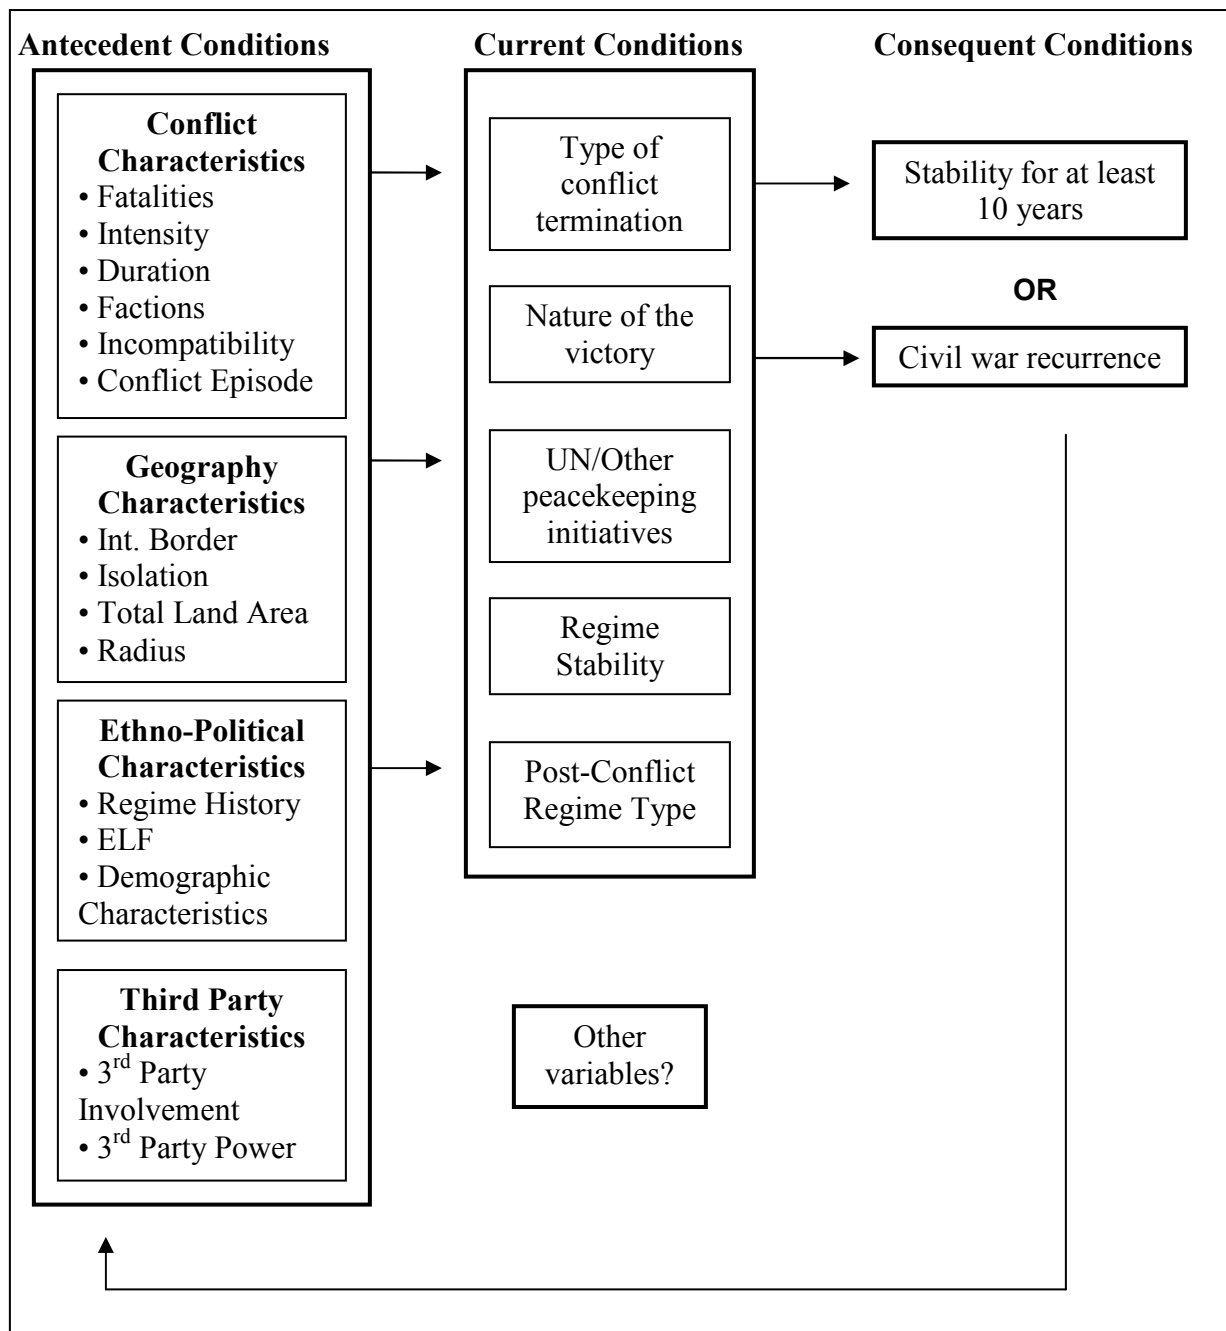 Antecedent Conditions
Conflict
Characteristics
• Fatalities
• Intensity
• Duration
• Factions
• Incompatibility
• Conflict Episode
Geography
Characteristics
• Int. Border
• Isolation
• Total Land Area
• Radius
Ethno-Political
Characteristics
• Regime History
• ELF
• Demographic
Characteristics
Third Party
Characteristics
• 3rd Party
Involvement
• 3rd Party Power
Current Conditions
Type of
conflict
termination
Nature of the
victory
UN/Other
peacekeeping
initiatives
Regime
Stability
Post-Conflict
Regime Type
Other
variables?
Consequent Conditions
Stability for at least
10 years
OR
Civil war recurrence